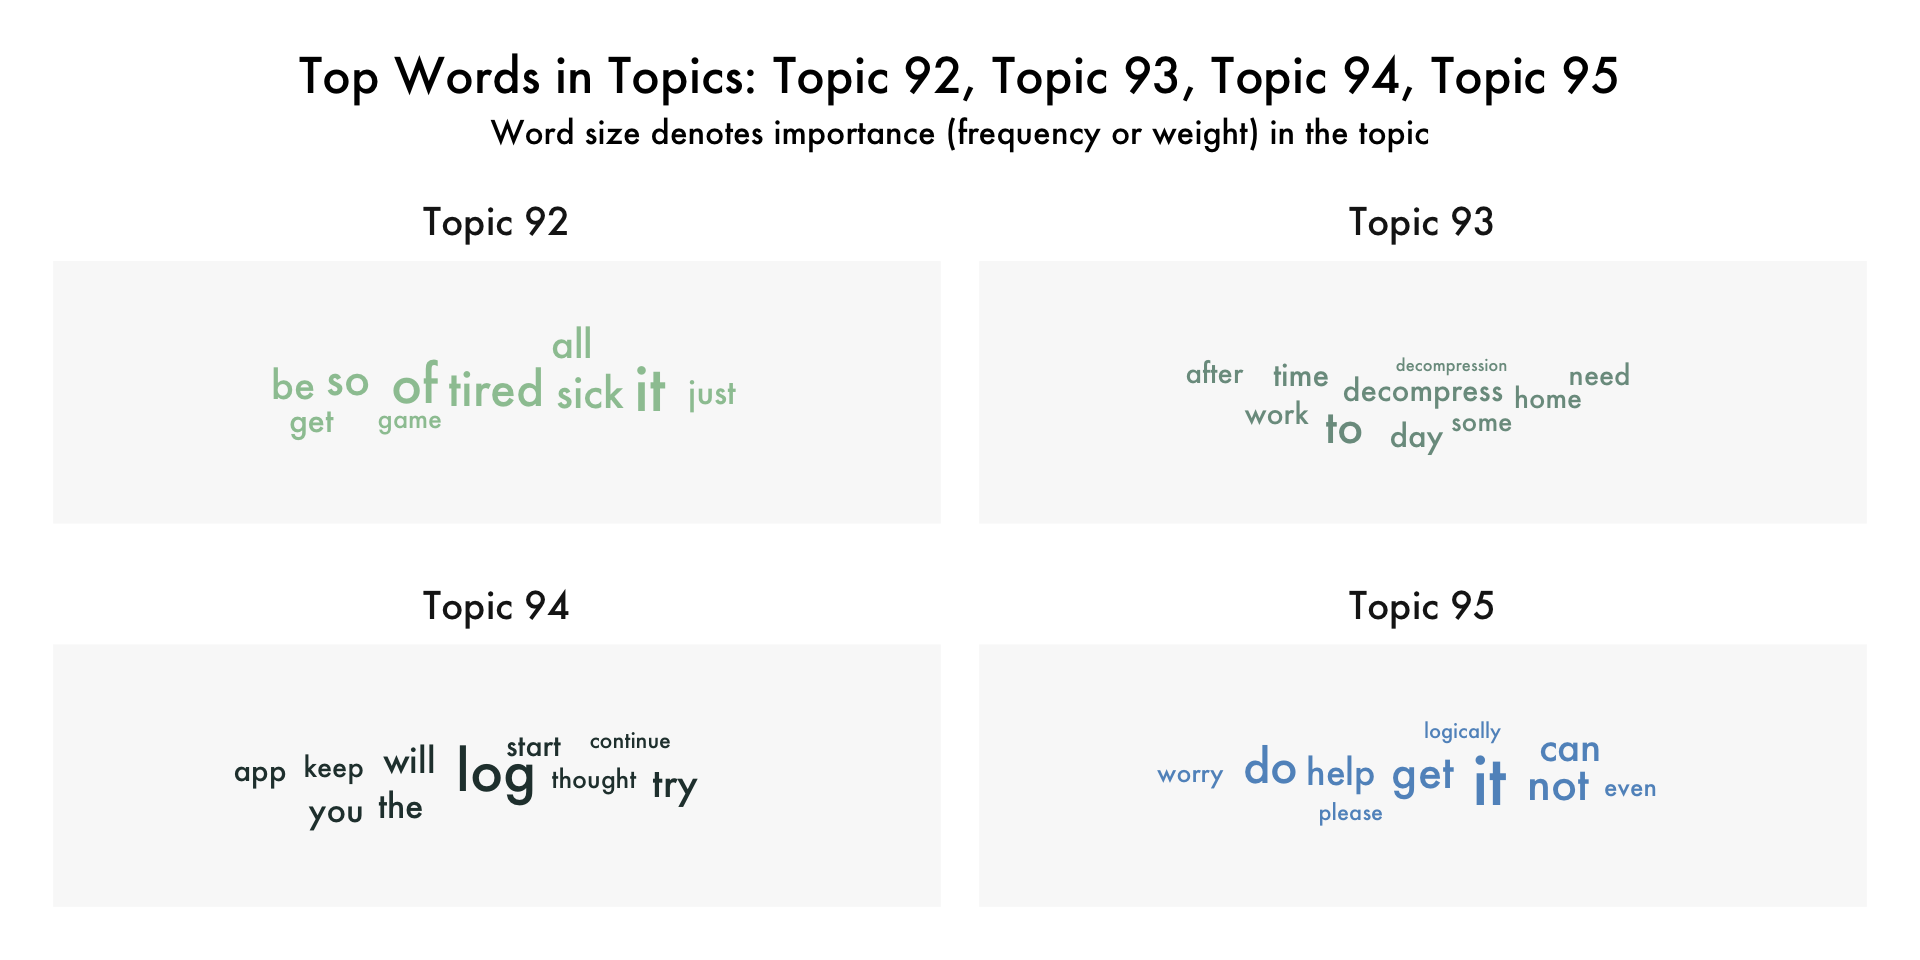 Top Words in Topics: Topic 92, Topic 93, Topic 94, Topic 95
Word size denotes importance (frequency or weight) in the topic
Topic 92
all
be so of tired sick it just
get game
Topic 93
decompression
after time decompress home need
work to day some
Topic 94
start continue
app keep will log thought try
you the
Topic 95
logically
worry do help get it can
not even
please